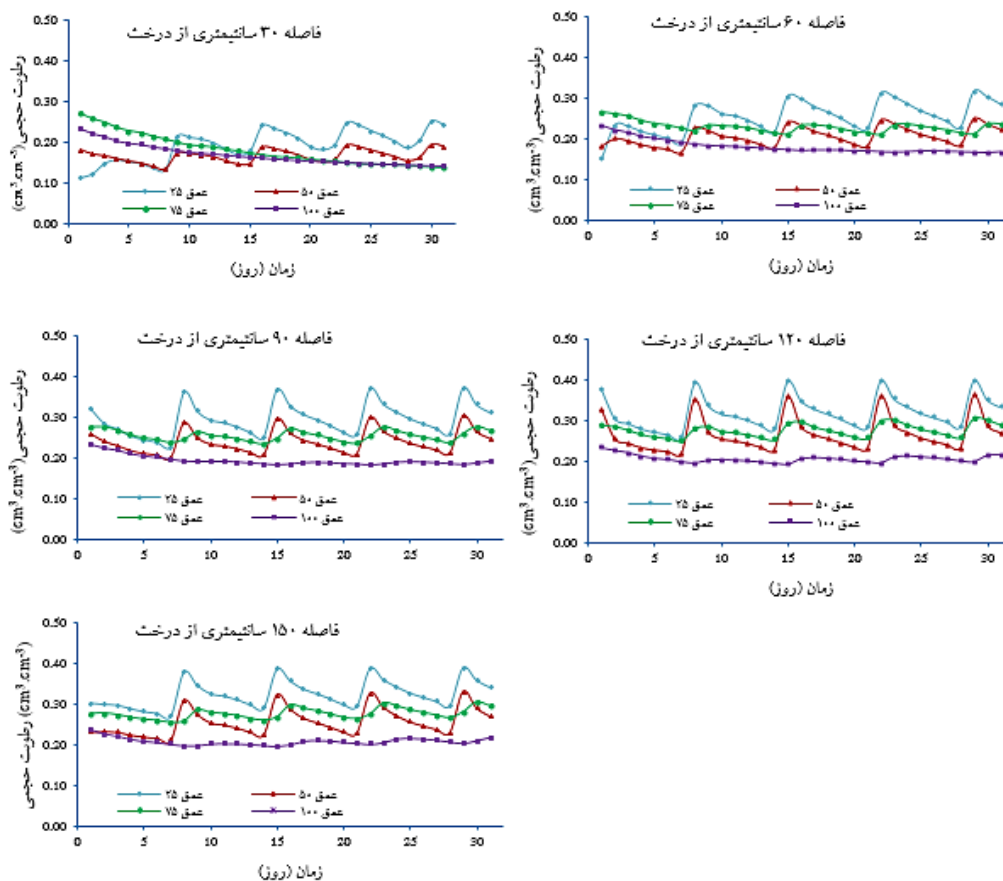 فاصله ۳۰ سانتیمتری از درخت
رطوبت حجمی (cm³.cm⁻³)
0.50
0.40
0.30
0.20
0.10
0.00
عمق ۲۵
عمق ۵۰
عمق ۷۵
عمق ۱۰۰
0 5 10 15 20 25 30
زمان (روز)
فاصله ۶۰ سانتیمتری از درخت
رطوبت حجمی (cm³.cm⁻³)
0.50
0.40
0.30
0.20
0.10
0.00
عمق ۲۵
عمق ۵۰
عمق ۷۵
عمق ۱۰۰
0 5 10 15 20 25 30
زمان (روز)
فاصله ۹۰ سانتیمتری از درخت
رطوبت حجمی (cm³.cm⁻³)
0.50
0.40
0.30
0.20
0.10
0.00
عمق ۲۵
عمق ۵۰
عمق ۷۵
عمق ۱۰۰
0 5 10 15 20 25 30
زمان (روز)
فاصله ۱۲۰ سانتیمتری از درخت
رطوبت حجمی (cm³.cm⁻³)
0.50
0.40
0.30
0.20
0.10
0.00
عمق ۲۵
عمق ۵۰
عمق ۷۵
عمق ۱۰۰
0 5 10 15 20 25 30
زمان (روز)
فاصله ۱۵۰ سانتیمتری از درخت
رطوبت حجمی (cm³.cm⁻³)
0.50
0.40
0.30
0.20
0.10
0.00
عمق ۲۵
عمق ۵۰
عمق ۷۵
عمق ۱۰۰
0 5 10 15 20 25 30
زمان (روز)